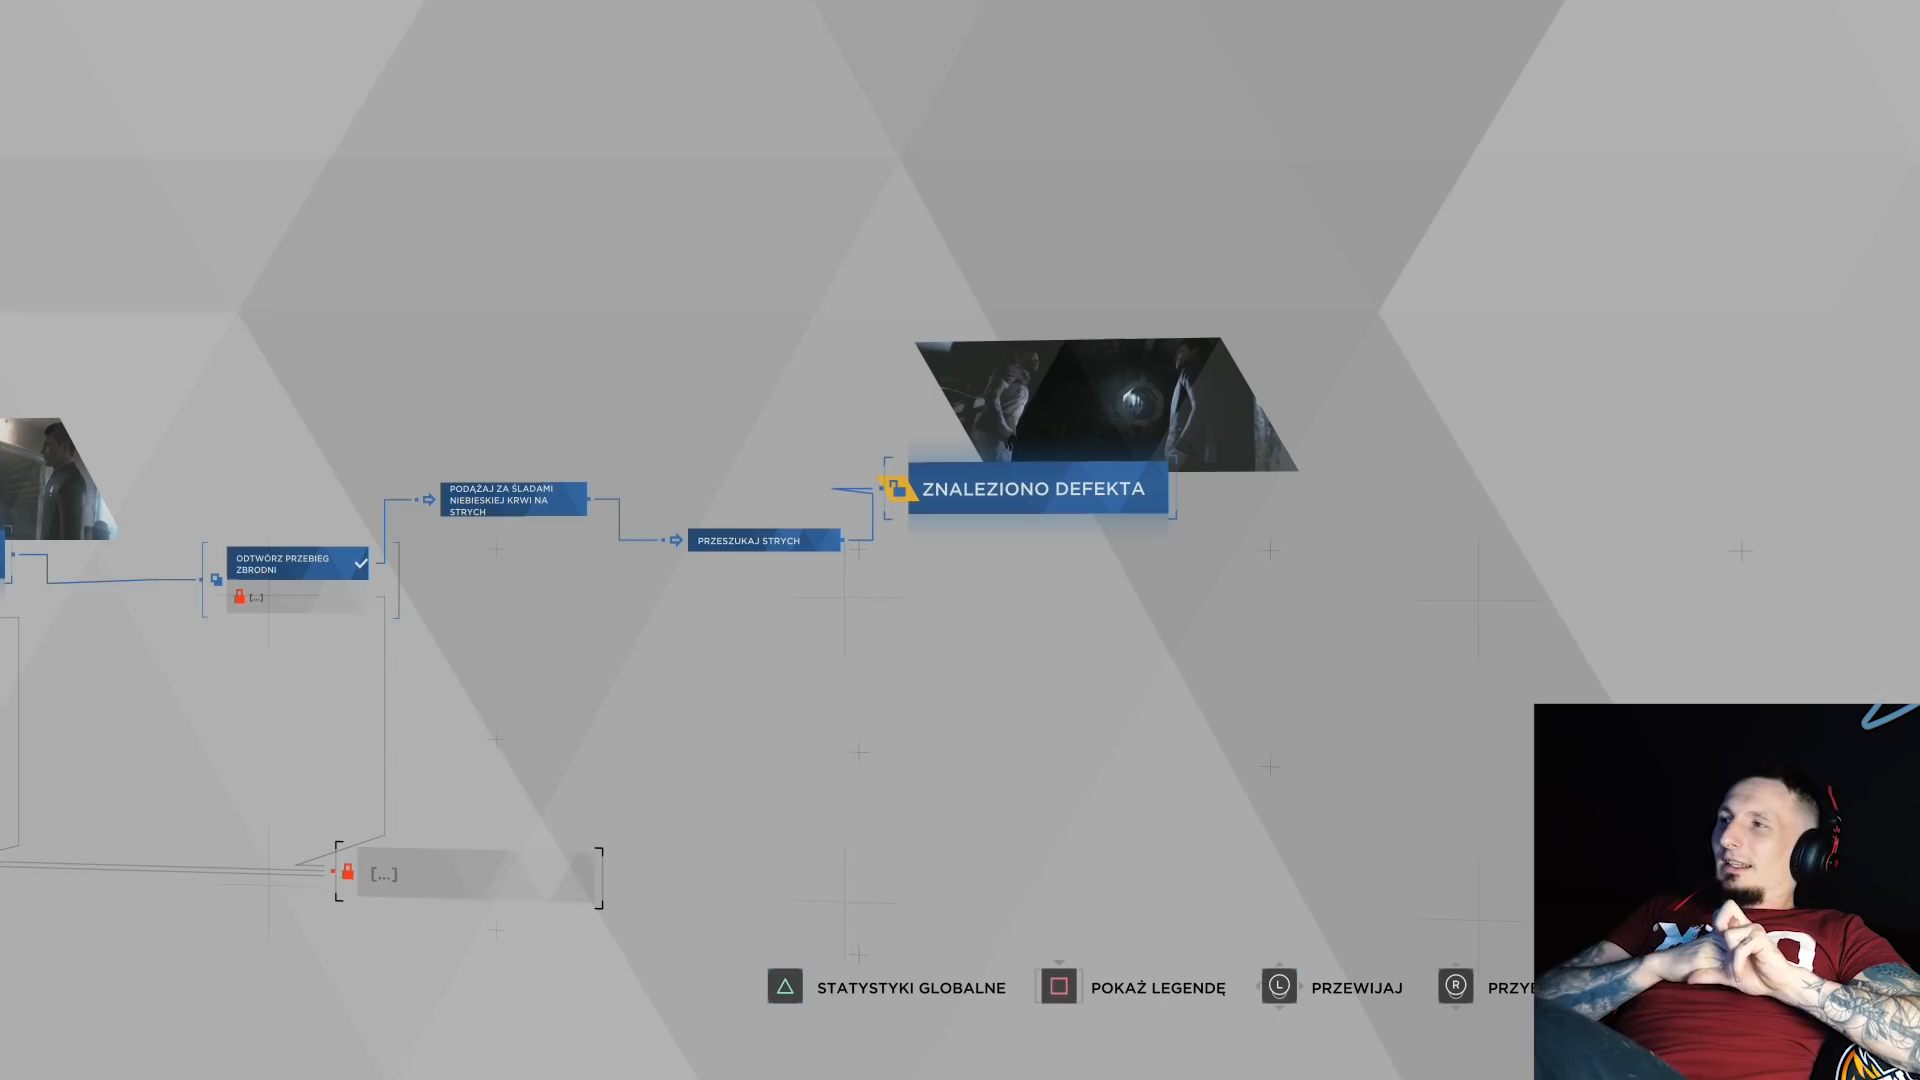 ZNALEZIONO DEFEKTA
PODĄŻAJ ZA ŚLADAMI
NIEBIESKIEJ KRWI NA
STRYCH
PRZESZUKAJ STRYCH
ODTWÓRZ PRZEBIEG
ZBRODNI
[...]
[...]
STATYSTYKI GLOBALNE
POKAŻ LEGENDĘ
L
PRZEWIJAJ
R